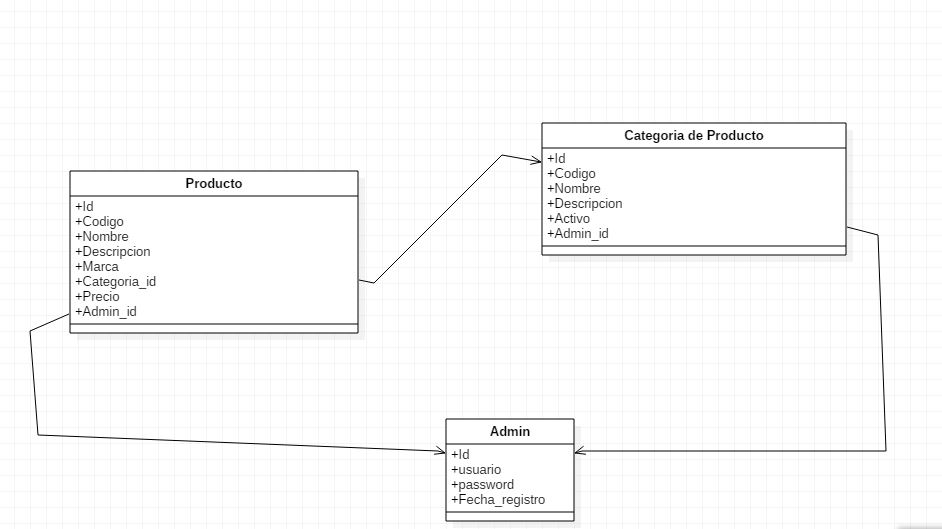 Producto
+Id
+Codigo
+Nombre
+Descripcion
+Marca
+Categoria_id
+Precio
+Admin_id
Categoria de Producto
+Id
+Codigo
+Nombre
+Descripcion
+Activo
+Admin_id
Admin
+Id
+usuario
+password
+Fecha_registro